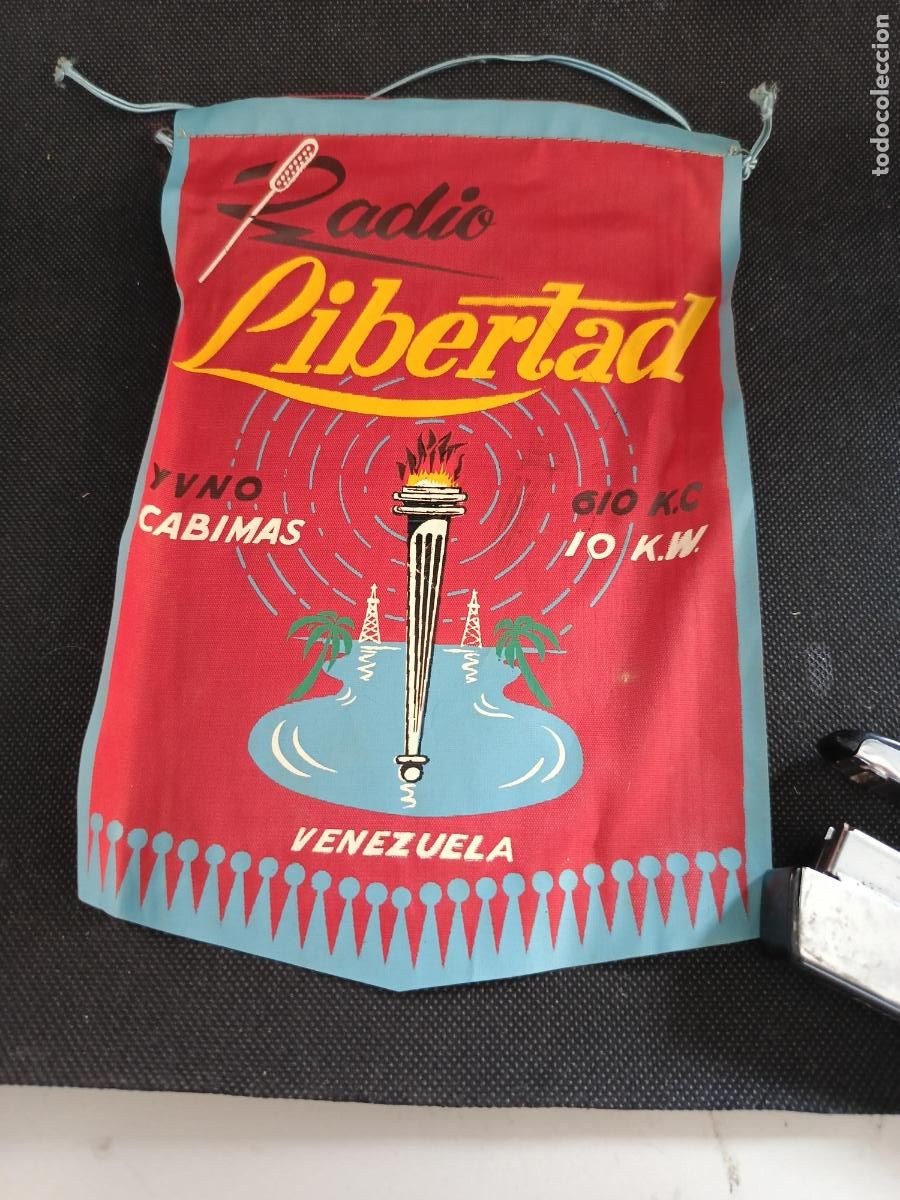 Radio
Libertad
YVNO
CABIMAS
610 K.C
10 K.W.
VENEZUELA
todocoleccion